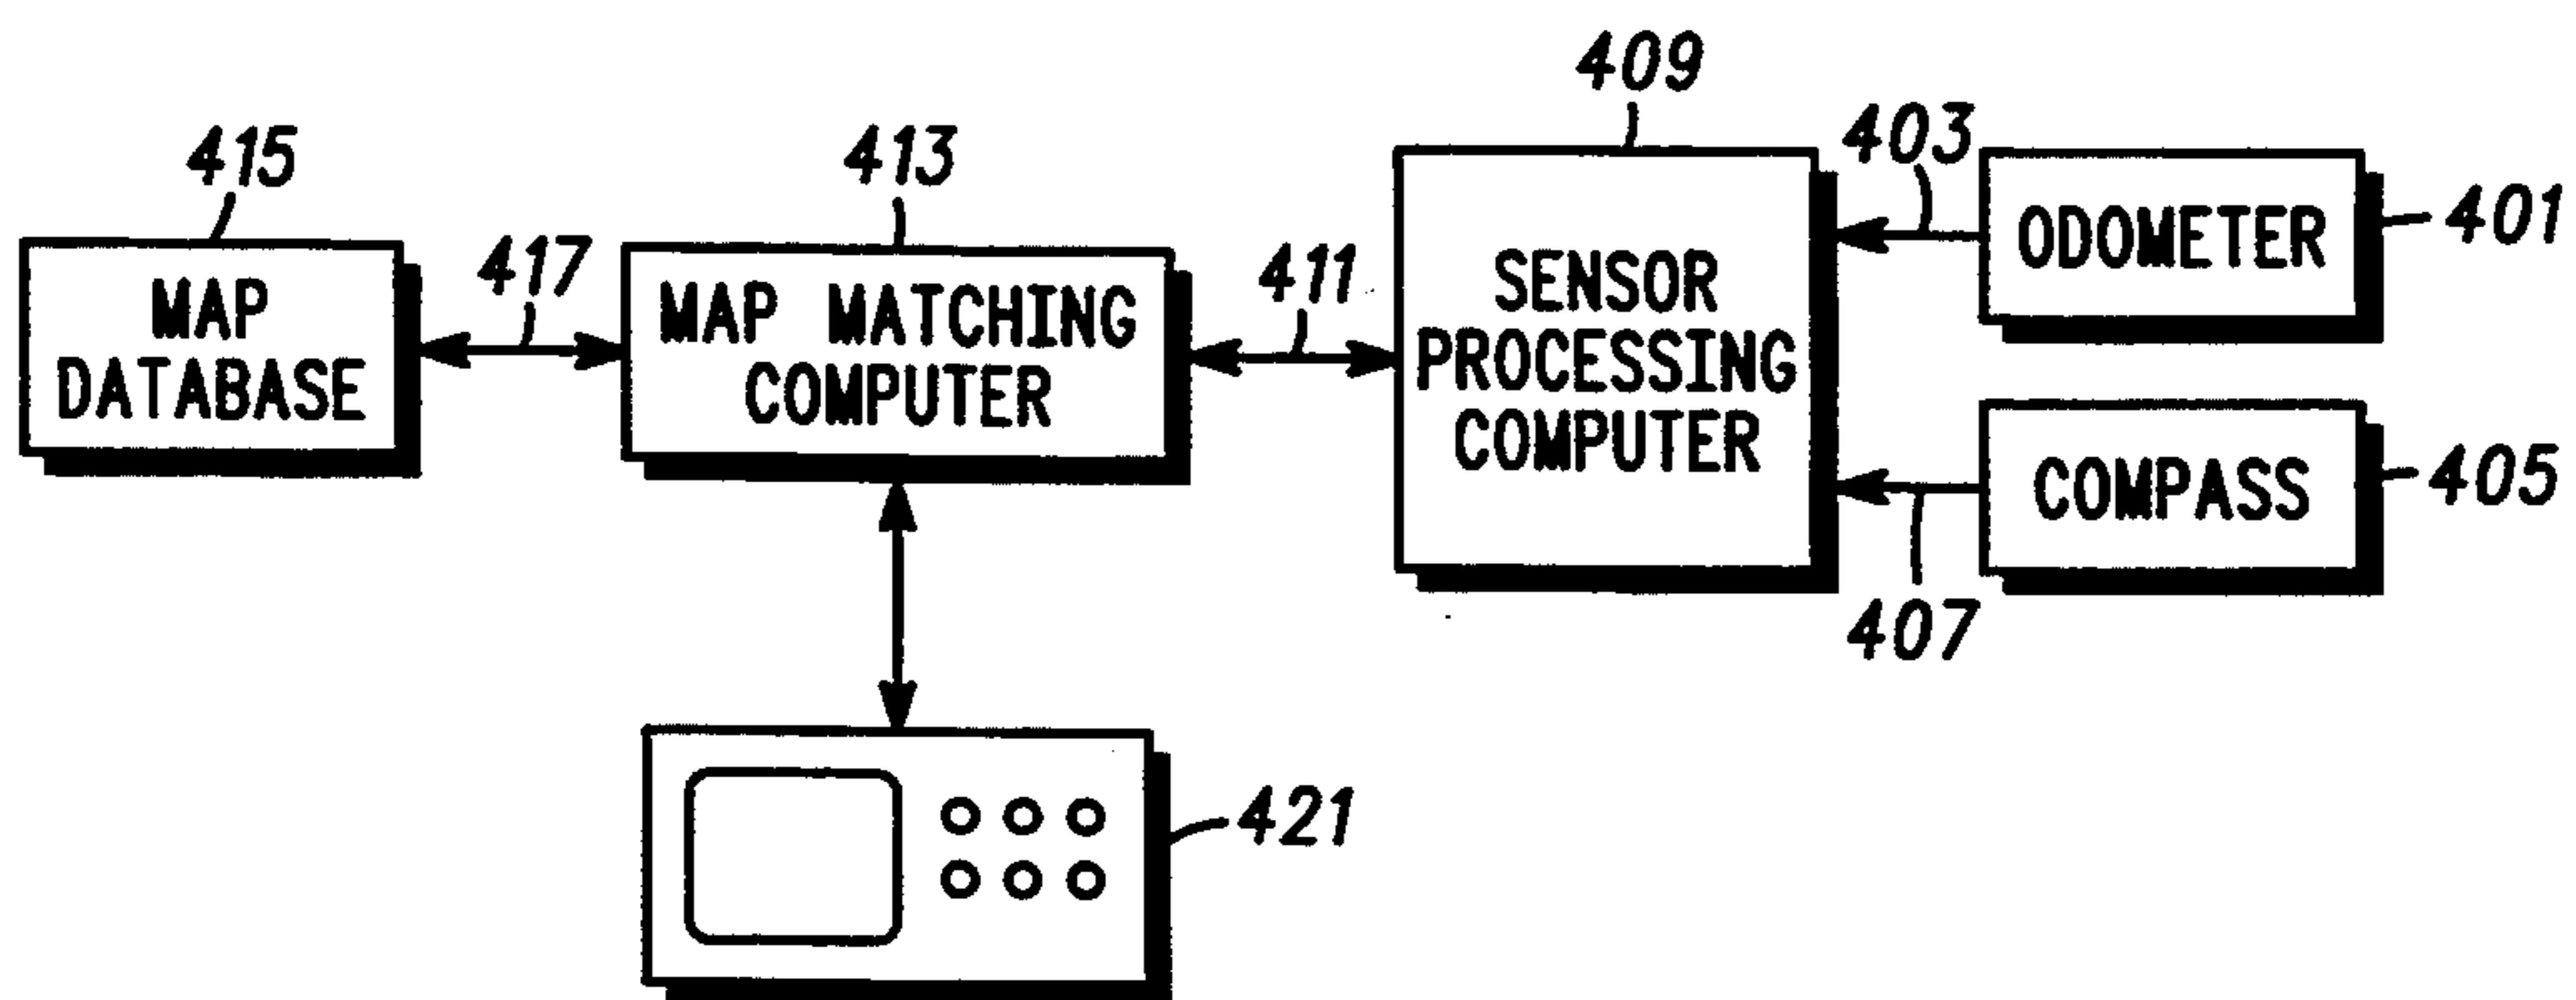 409
415
413
403
401
417
411
MAP
DATABASE
MAP MATCHING
COMPUTER
SENSOR
PROCESSING
COMPUTER
ODOMETER
COMPASS
405
407
421